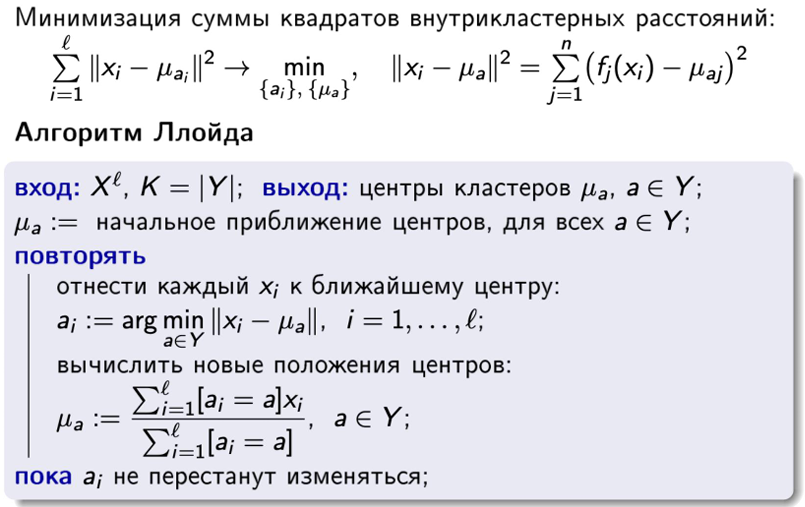 Минимизация суммы квадратов внутрикластерных расстояний:
$\sum_{i=1}^{\ell} \|x_i - \mu_{a_i}\|^2 \to \min_{\{a_i\},\{\mu_a\}}, \quad \|x_i - \mu_a\|^2 = \sum_{j=1}^{n} (f_j(x_i) - \mu_{aj})^2$
Алгоритм Ллойда
вход: $X^\ell$, $K = |Y|$; выход: центры кластеров $\mu_a$, $a \in Y$;
$\mu_a :=$ начальное приближение центров, для всех $a \in Y$;
повторять
отнести каждый $x_i$ к ближайшему центру:
$a_i := \arg\min_{a \in Y} \|x_i - \mu_a\|, \quad i = 1, \ldots, \ell;$
вычислить новые положения центров:
$\mu_a := \frac{\sum_{i=1}^{\ell} [a_i = a] x_i}{\sum_{i=1}^{\ell} [a_i = a]}, \quad a \in Y;$
пока $a_i$ не перестанут изменяться;